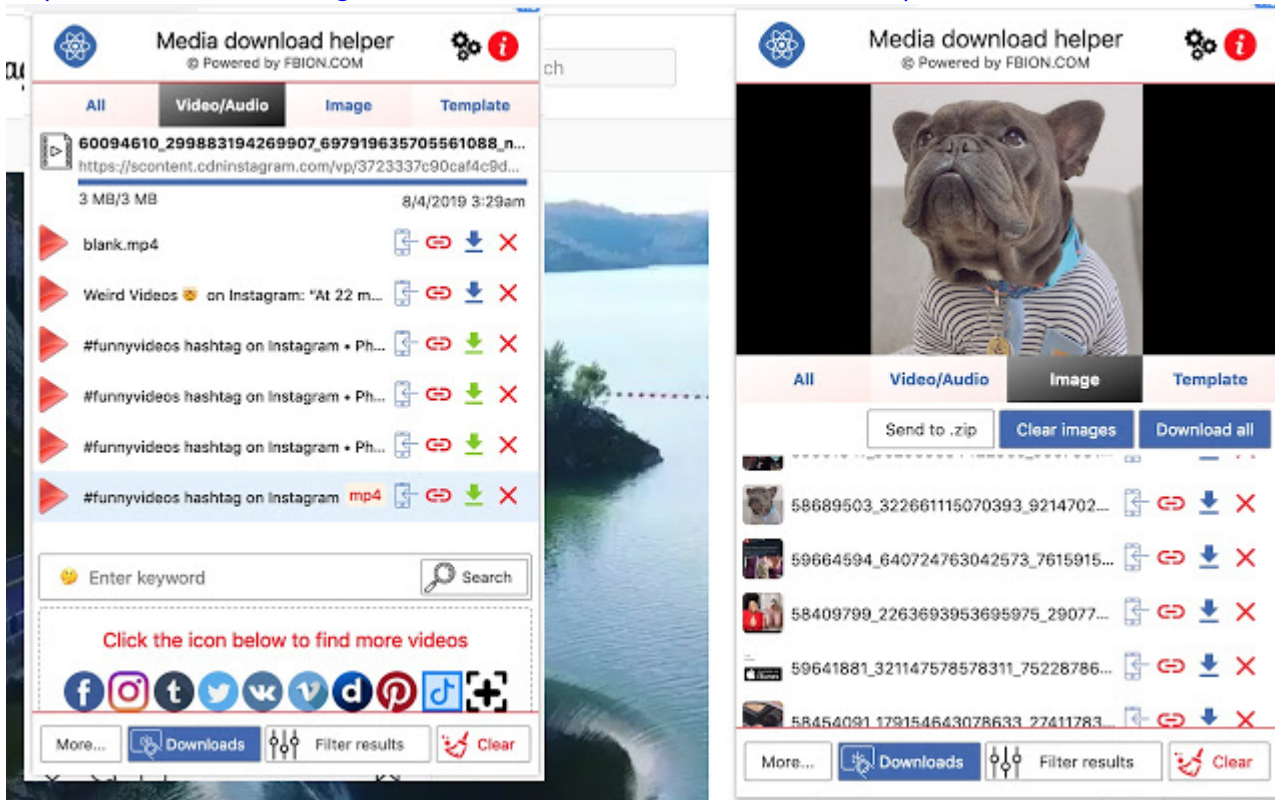 Media download helper
© Powered by FBION.COM
i
ch
All
Video/Audio
Image
Template
60094610_299883194269907_697919635705561088_n...
https://scontent.cdninstagram.com/vp/3723337c90caf4c9d...
3 MB/3 MB
8/4/2019 3:29am
blank.mp4
Weird Videos 🤯 on Instagram: "At 22 m...
#funnyvideos hashtag on Instagram • Ph...
#funnyvideos hashtag on Instagram • Ph...
#funnyvideos hashtag on Instagram • Ph...
#funnyvideos hashtag on Instagram mp4
🤔 Enter keyword
Search
Click the icon below to find more videos
More...
Downloads
Filter results
Clear
Media download helper
© Powered by FBION.COM
i
All
Video/Audio
Image
Template
Send to .zip
Clear images
Download all
58689503_322661115070393_9214702...
59664594_640724763042573_7615915...
58409799_2263693953695975_29077...
59641881_321147578578311_75228786...
58454091_179154643078633_27411783...
More...
Downloads
Filter results
Clear